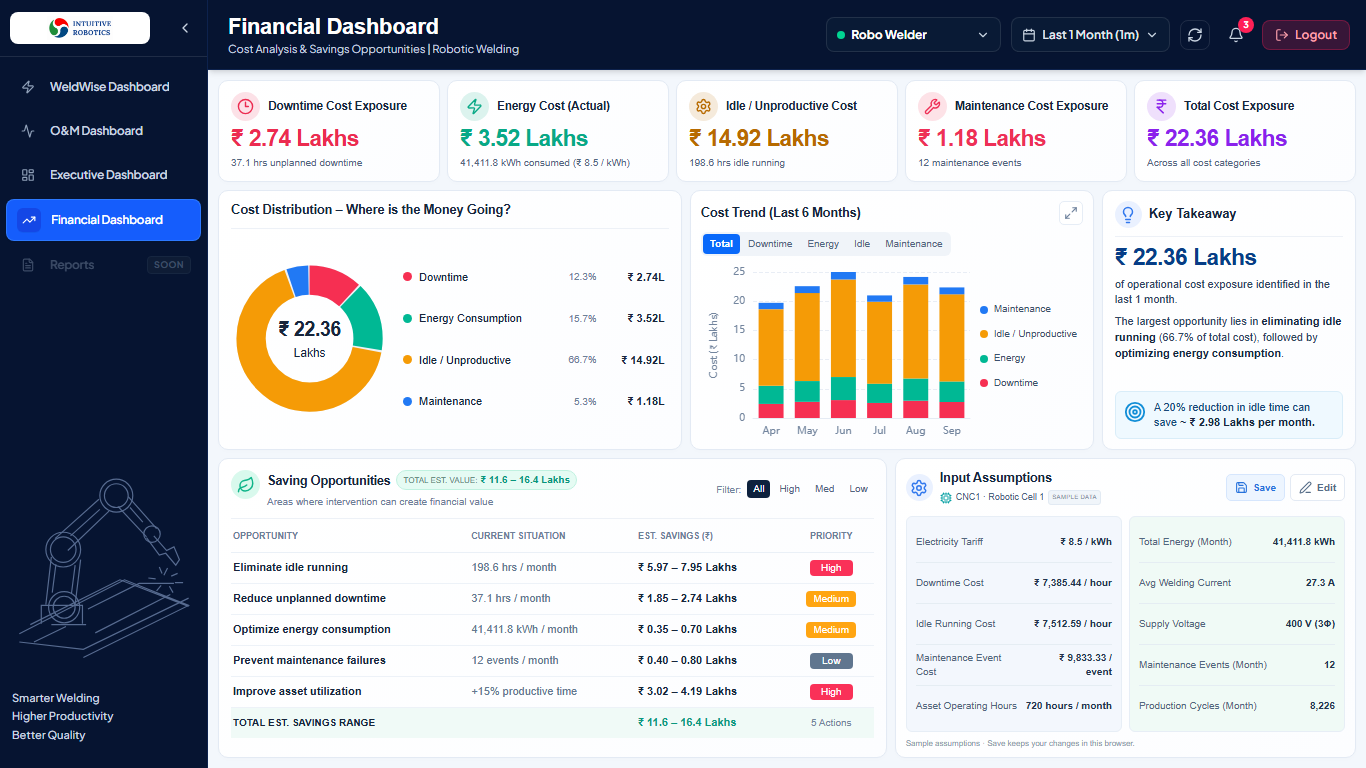 INTUITIVE
ROBOTICS
WeldWise Dashboard
O&M Dashboard
Executive Dashboard
Financial Dashboard
Reports SOON
Smarter Welding
Higher Productivity
Better Quality
Financial Dashboard
Cost Analysis & Savings Opportunities | Robotic Welding
Robo Welder
Last 1 Month (1m)
3
Logout
Downtime Cost Exposure
₹ 2.74 Lakhs
37.1 hrs unplanned downtime
Energy Cost (Actual)
₹ 3.52 Lakhs
41,411.8 kWh consumed (₹ 8.5 / kWh)
Idle / Unproductive Cost
₹ 14.92 Lakhs
198.6 hrs idle running
Maintenance Cost Exposure
₹ 1.18 Lakhs
12 maintenance events
₹
Total Cost Exposure
₹ 22.36 Lakhs
Across all cost categories
Cost Distribution – Where is the Money Going?
₹ 22.36
Lakhs
Downtime 12.3% ₹ 2.74L
Energy Consumption 15.7% ₹ 3.52L
Idle / Unproductive 66.7% ₹ 14.92L
Maintenance 5.3% ₹ 1.18L
Cost Trend (Last 6 Months)
Total Downtime Energy Idle Maintenance
Cost (₹ Lakhs)
25
20
15
10
5
0
Apr May Jun Jul Aug Sep
Maintenance
Idle / Unproductive
Energy
Downtime
Key Takeaway
₹ 22.36 Lakhs
of operational cost exposure identified in the
last 1 month.
The largest opportunity lies in eliminating idle
running (66.7% of total cost), followed by
optimizing energy consumption.
A 20% reduction in idle time can
save ~ ₹ 2.98 Lakhs per month.
Saving Opportunities TOTAL EST. VALUE: ₹ 11.6 – 16.4 Lakhs
Areas where intervention can create financial value
Filter: All High Med Low
OPPORTUNITY CURRENT SITUATION EST. SAVINGS (₹) PRIORITY
Eliminate idle running 198.6 hrs / month ₹ 5.97 – 7.95 Lakhs High
Reduce unplanned downtime 37.1 hrs / month ₹ 1.85 – 2.74 Lakhs Medium
Optimize energy consumption 41,411.8 kWh / month ₹ 0.35 – 0.70 Lakhs Medium
Prevent maintenance failures 12 events / month ₹ 0.40 – 0.80 Lakhs Low
Improve asset utilization +15% productive time ₹ 3.02 – 4.19 Lakhs High
TOTAL EST. SAVINGS RANGE ₹ 11.6 – 16.4 Lakhs 5 Actions
Input Assumptions
CNC1 · Robotic Cell 1 SAMPLE DATA
Save
Edit
Electricity Tariff ₹ 8.5 / kWh
Downtime Cost ₹ 7,385.44 / hour
Idle Running Cost ₹ 7,512.59 / hour
Maintenance Event ₹ 9,833.33 /
Cost event
Asset Operating Hours 720 hours / month
Total Energy (Month) 41,411.8 kWh
Avg Welding Current 27.3 A
Supply Voltage 400 V (3Φ)
Maintenance Events (Month) 12
Production Cycles (Month) 8,226
Sample assumptions · Save keeps your changes in this browser.